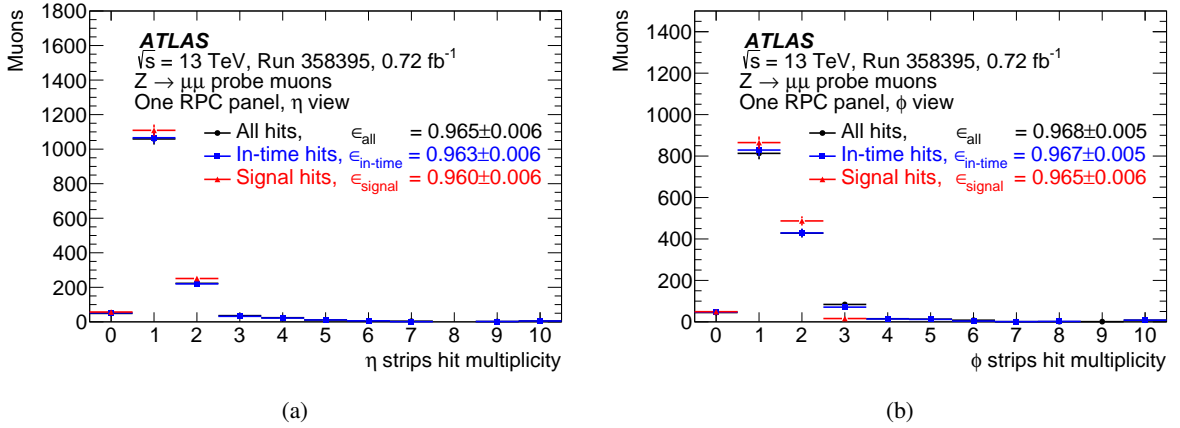 Muons
1800
1600
1400
1200
1000
800
600
400
200
0
ATLAS
√s = 13 TeV, Run 358395, 0.72 fb⁻¹
Z → μμ probe muons
One RPC panel, η view
All hits, ϵall = 0.965±0.006
In-time hits, ϵin-time = 0.963±0.006
Signal hits, ϵsignal = 0.960±0.006
0 1 2 3 4 5 6 7 8 9 10
η strips hit multiplicity
(a)
Muons
1400
1200
1000
800
600
400
200
0
ATLAS
√s = 13 TeV, Run 358395, 0.72 fb⁻¹
Z → μμ probe muons
One RPC panel, ϕ view
All hits, ϵall = 0.968±0.005
In-time hits, ϵin-time = 0.967±0.005
Signal hits, ϵsignal = 0.965±0.006
0 1 2 3 4 5 6 7 8 9 10
ϕ strips hit multiplicity
(b)